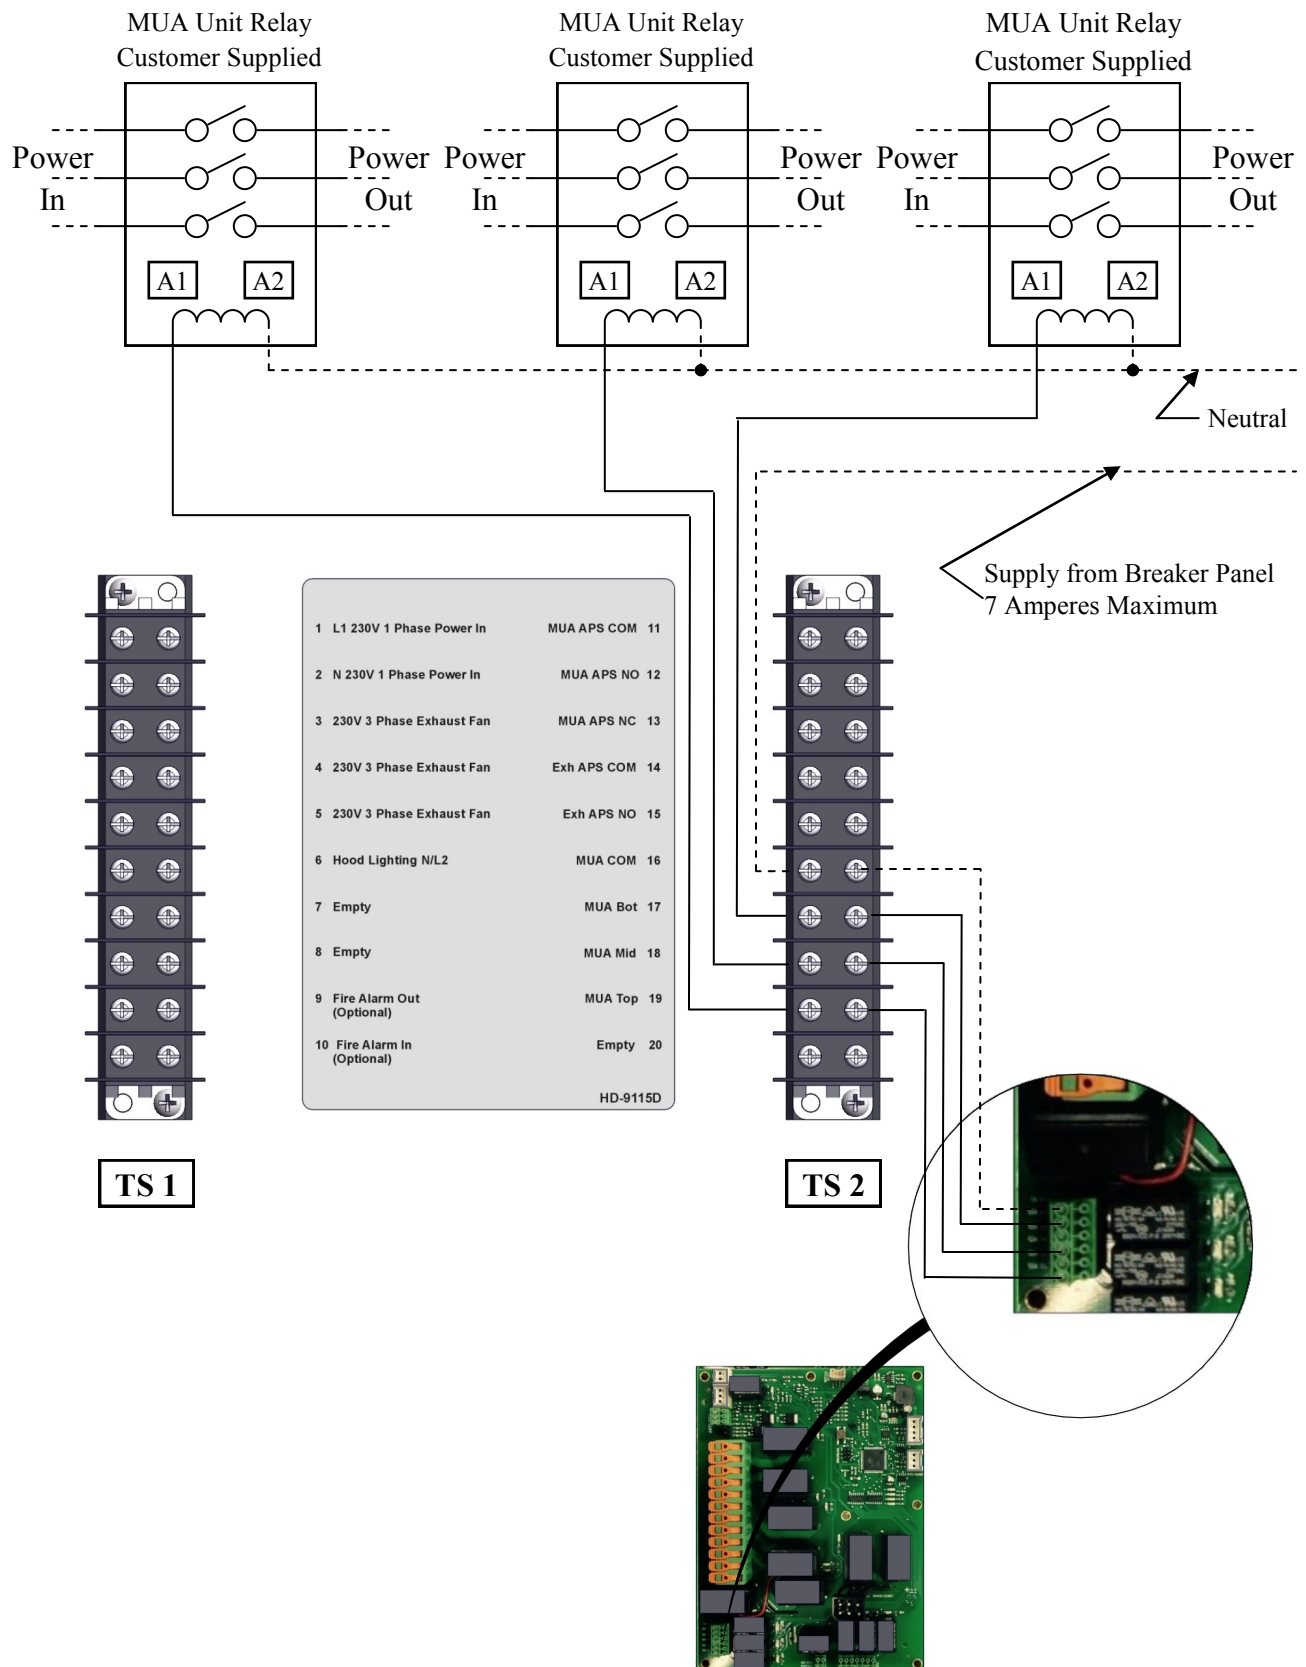 MUA Unit Relay
Customer Supplied
MUA Unit Relay
Customer Supplied
MUA Unit Relay
Customer Supplied
Power
In
Power
Out
Power
In
Power
Out
Power
In
Power
Out
A1
A2
A1
A2
A1
A2
Neutral
Supply from Breaker Panel
7 Amperes Maximum
1 L1 230V 1 Phase Power In
MUA APS COM 11
2 N 230V 1 Phase Power In
MUA APS NO 12
3 230V 3 Phase Exhaust Fan
MUA APS NC 13
4 230V 3 Phase Exhaust Fan
Exh APS COM 14
5 230V 3 Phase Exhaust Fan
Exh APS NO 15
6 Hood Lighting N/L2
MUA COM 16
7 Empty
MUA Bot 17
8 Empty
MUA Mid 18
9 Fire Alarm Out
(Optional)
MUA Top 19
10 Fire Alarm In
(Optional)
Empty 20
HD-9115D
TS 1
TS 2